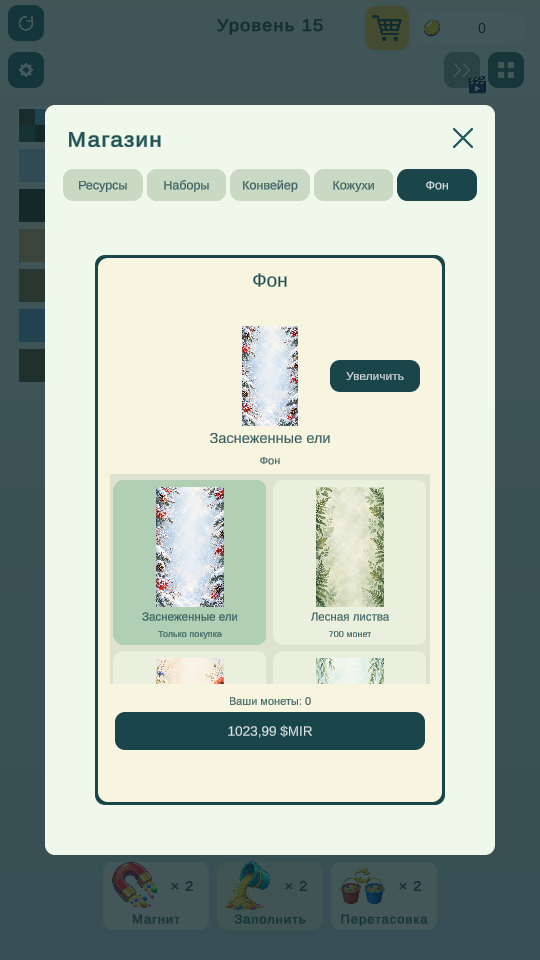 Уровень 15
0
Магазин
Ресурсы
Наборы
Конвейер
Кожухи
Фон
Фон
Увеличить
Заснеженные ели
Фон
Заснеженные ели
Только покупка
Лесная листва
700 монет
Ваши монеты: 0
1023,99 $MIR
× 2
Магнит
× 2
Заполнить
× 2
Перетасовка